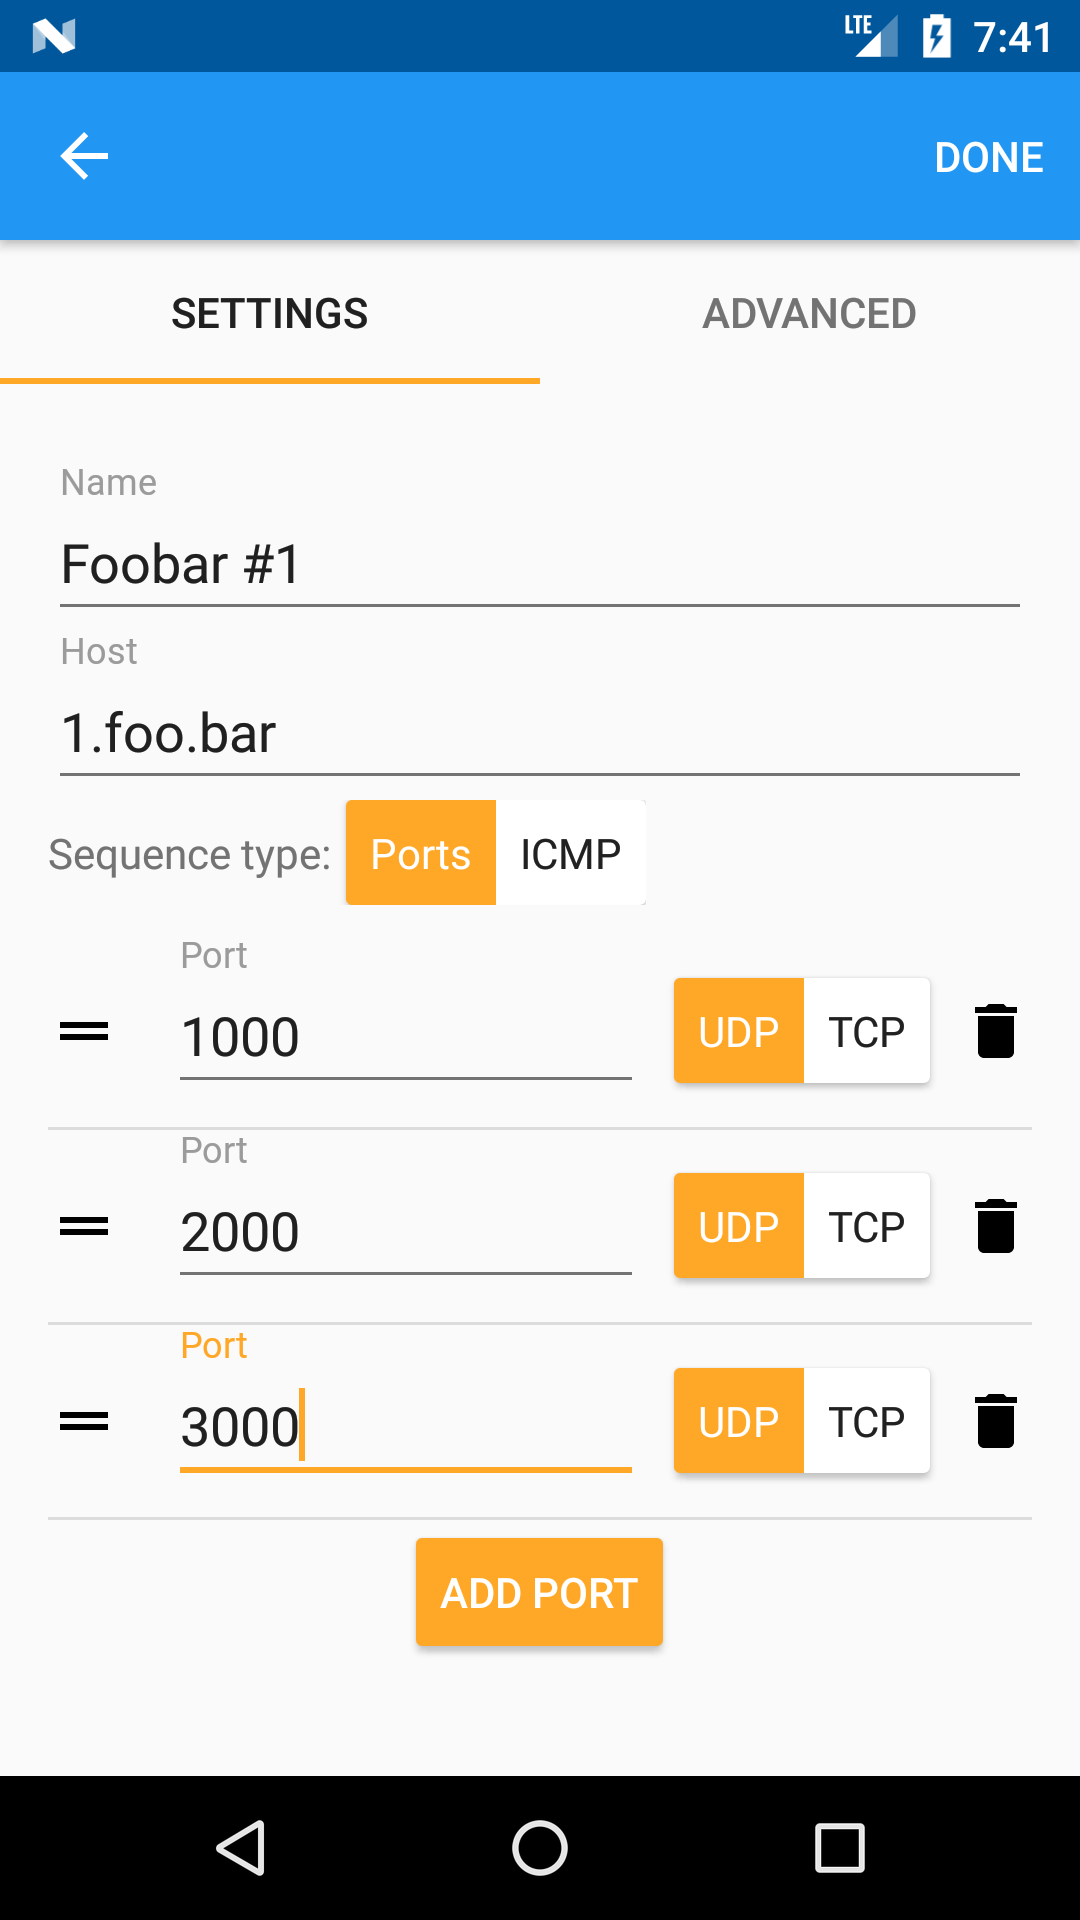 LTE 7:41
DONE
SETTINGS ADVANCED
Name
Foobar #1
Host
1.foo.bar
Sequence type: Ports ICMP
Port
1000 UDP TCP
Port
2000 UDP TCP
Port
3000 UDP TCP
ADD PORT